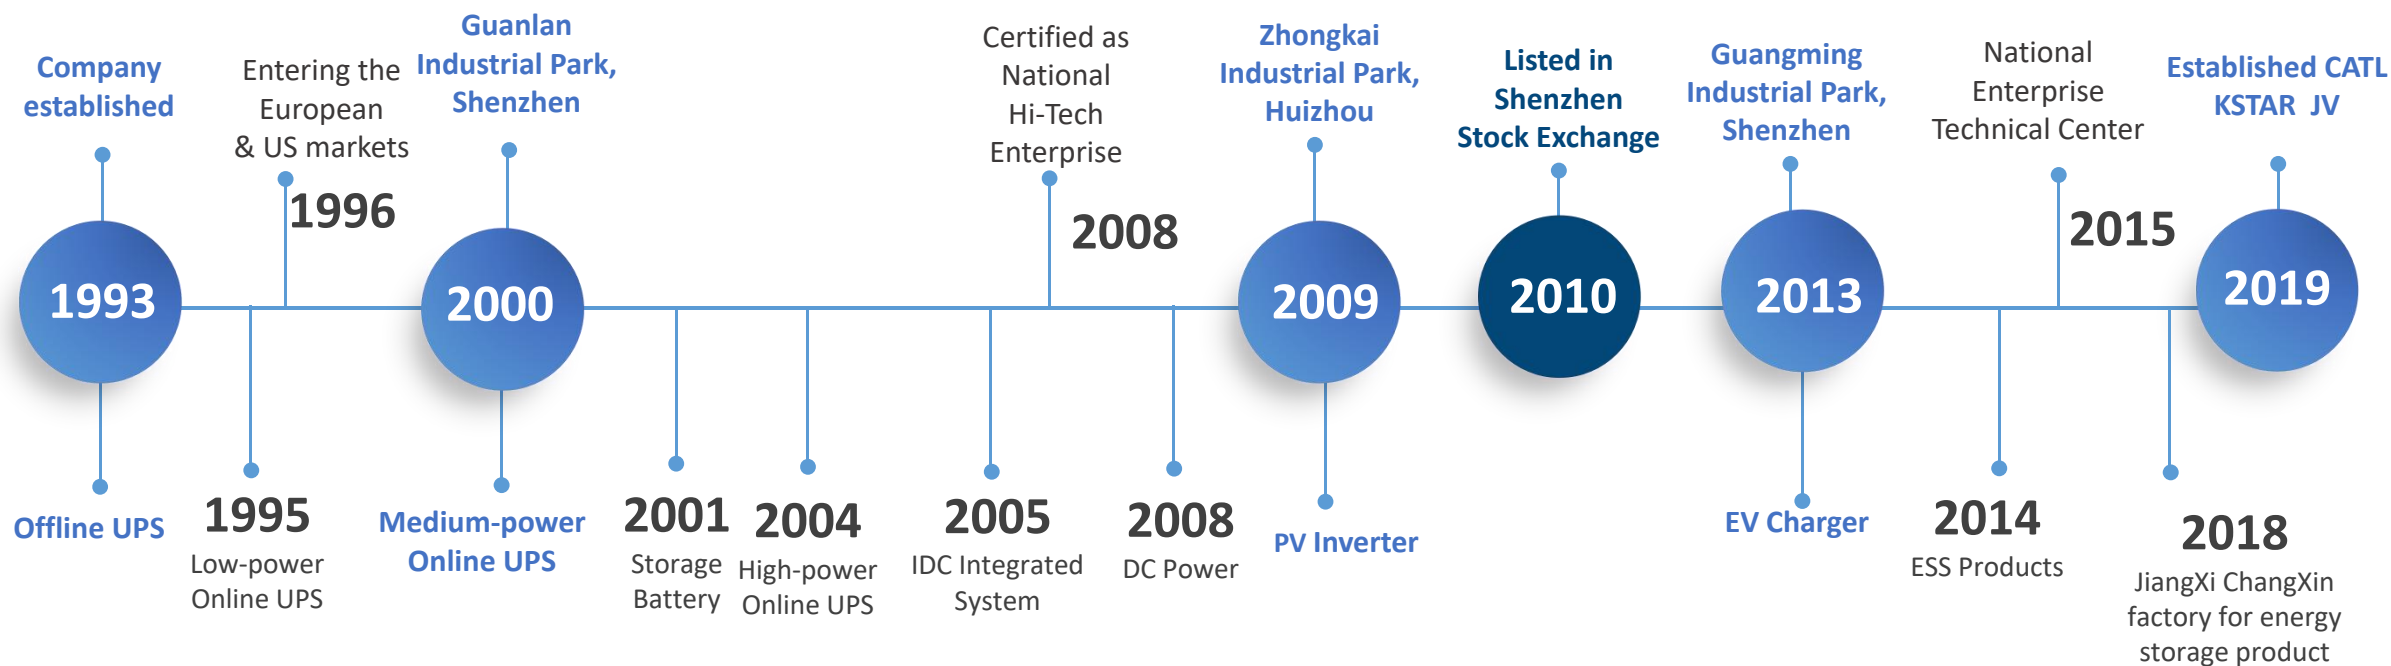 Company
established
1993
Offline UPS
1995
Low-power
Online UPS
Entering the
European
& US markets
1996
Guanlan
Industrial Park,
Shenzhen
2000
Medium-power
Online UPS
2001
Storage
Battery
2004
High-power
Online UPS
2005
IDC Integrated
System
Certified as
National
Hi-Tech
Enterprise
2008
2008
DC Power
Zhongkai
Industrial Park,
Huizhou
2009
PV Inverter
Listed in
Shenzhen
Stock Exchange
2010
Guangming
Industrial Park,
Shenzhen
2013
EV Charger
2014
ESS Products
National
Enterprise
Technical Center
2015
2018
JiangXi ChangXin
factory for energy
storage product
Established CATL
KSTAR JV
2019